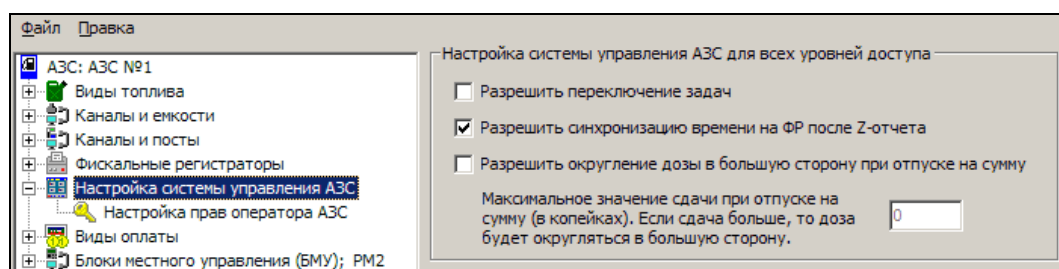 Файл Правка
АЗС: АЗС №1
Виды топлива
Каналы и емкости
Каналы и посты
Фискальные регистраторы
Настройка системы управления АЗС
Настройка прав оператора АЗС
Виды оплаты
Блоки местного управления (БМУ); РМ2
Настройка системы управления АЗС для всех уровней доступа
Разрешить переключение задач
Разрешить синхронизацию времени на ФР после Z-отчета
Разрешить округление дозы в большую сторону при отпуске на сумму
Максимальное значение сдачи при отпуске на
сумму (в копейках). Если сдача больше, то доза
будет округляться в большую сторону.
0